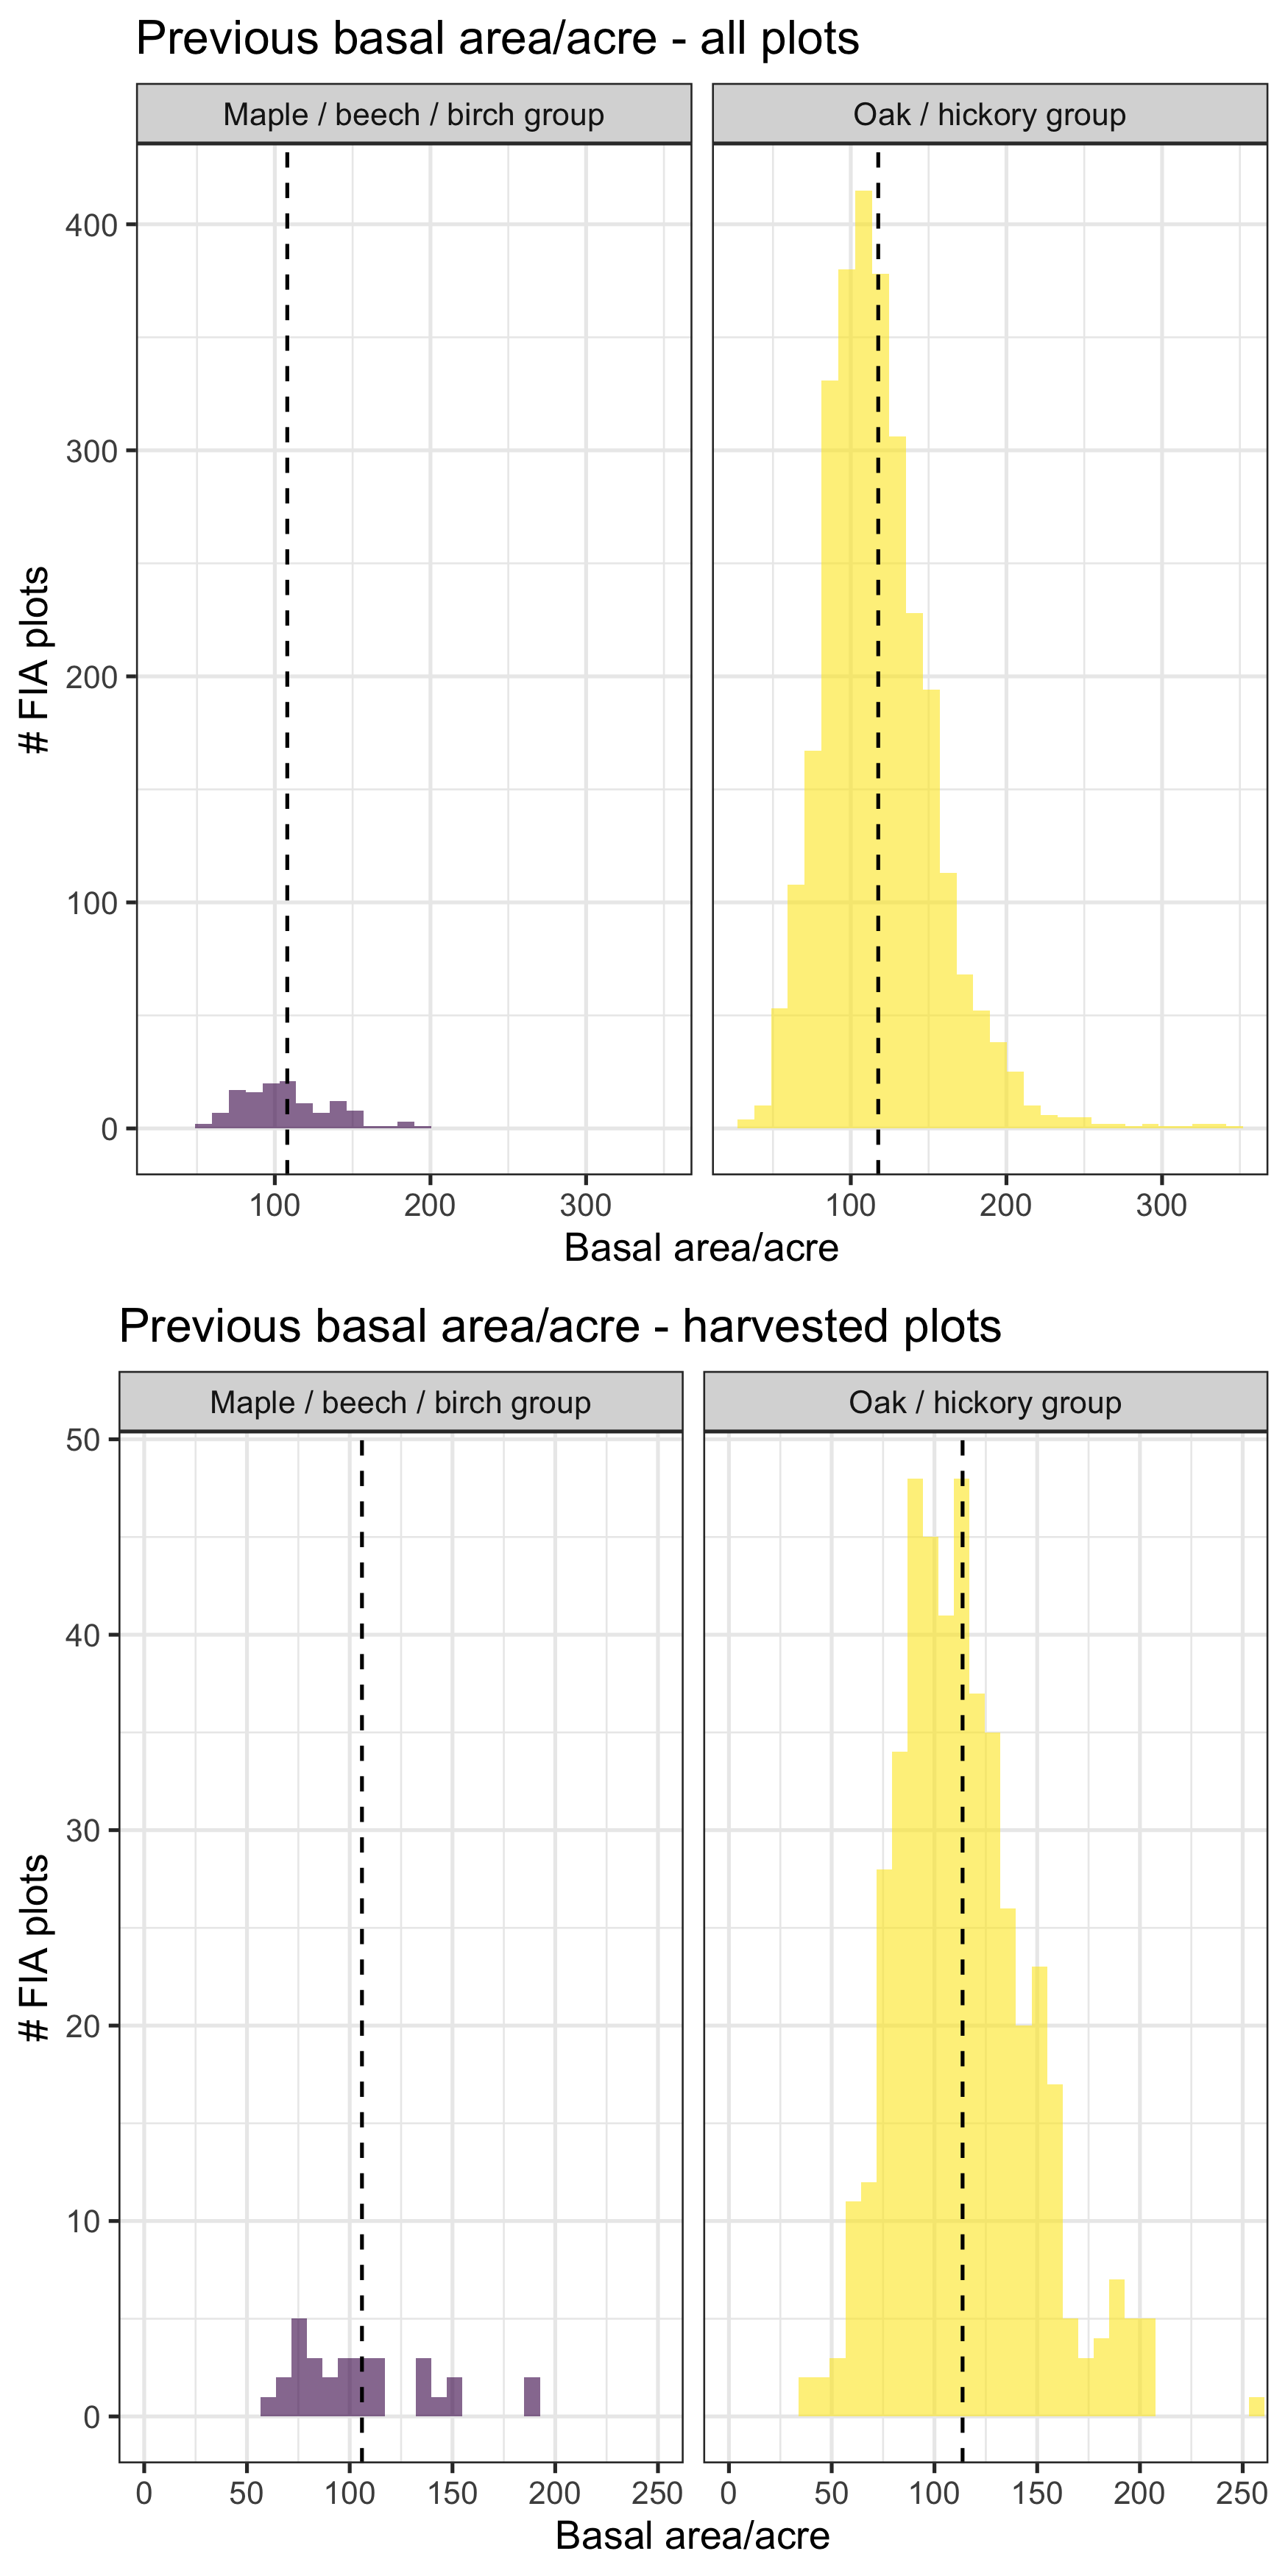 Previous basal area/acre - all plots
Maple / beech / birch group
Oak / hickory group
# FIA plots
400
300
200
100
0
100 200 300
100 200 300
Basal area/acre
Previous basal area/acre - harvested plots
Maple / beech / birch group
Oak / hickory group
# FIA plots
50
40
30
20
10
0
0 50 100 150 200 250
0 50 100 150 200 250
Basal area/acre